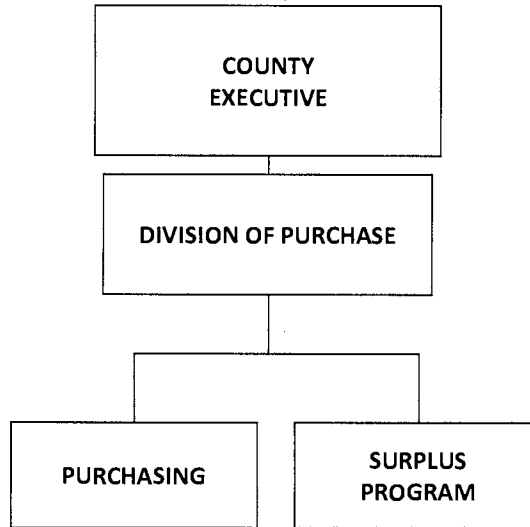 COUNTY
EXECUTIVE
DIVISION OF PURCHASE
PURCHASING
SURPLUS
PROGRAM